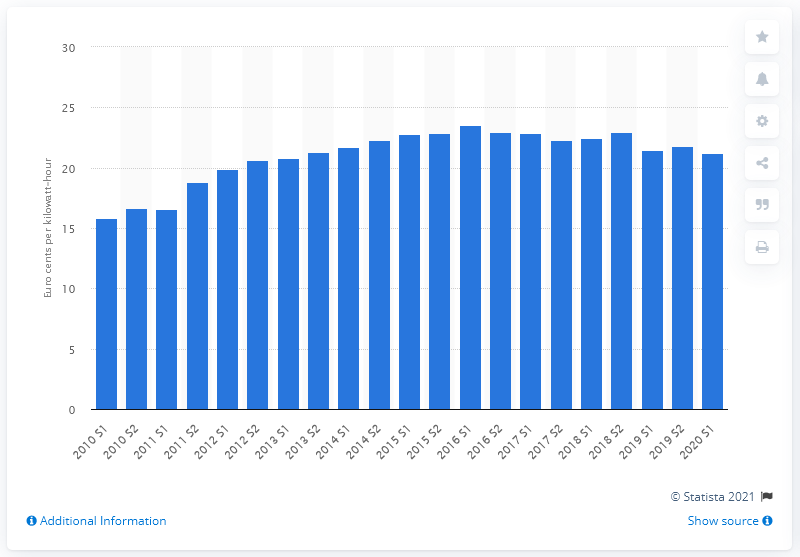 30
25
20
15
10
5
0
Euro cents per kilowatt-hour
2010 S1
2010 S2
2011 S1
2011 S2
2012 S1
2012 S2
2013 S1
2013 S2
2014 S1
2014 S2
2015 S1
2015 S2
2016 S1
2016 S2
2017 S1
2017 S2
2018 S1
2018 S2
2019 S1
2019 S2
2020 S1
© Statista 2021
Additional Information
Show source